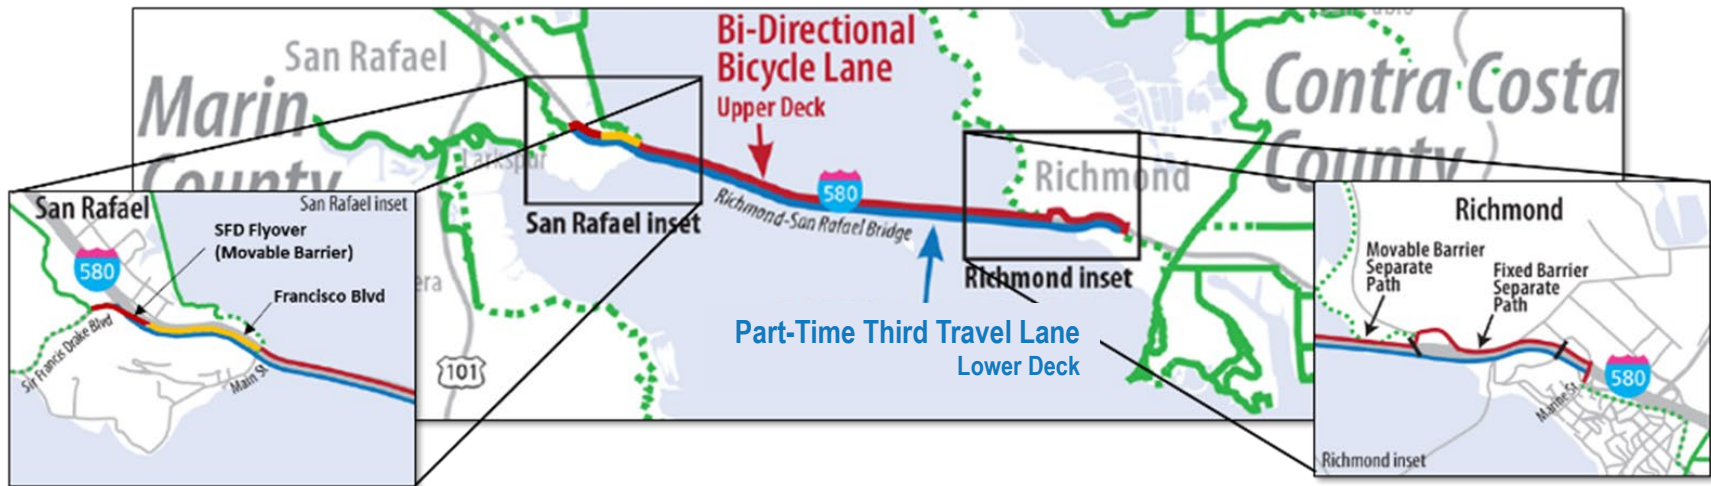 San Rafael
Marin
County
Larkspur
Bi-Directional
Bicycle Lane
Upper Deck
580
Richmond-San Rafael Bridge
San Rafael inset
Richmond
Richmond inset
Contra Costa
County
Part-Time Third Travel Lane
Lower Deck
101
San Rafael
San Rafael inset
SFD Flyover
(Movable Barrier)
580
Francisco Blvd
Sir Francis Drake Blvd
Main St
Richmond
Movable Barrier
Separate
Path
Fixed Barrier
Separate
Path
580
Marine St
Richmond inset